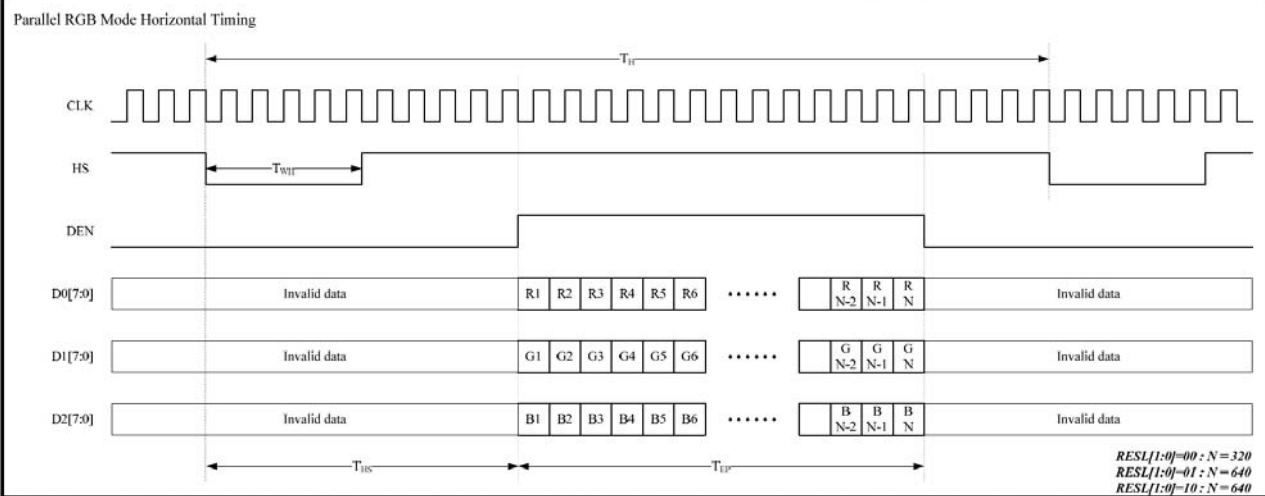 Parallel RGB Mode Horizontal Timing
TH
CLK
HS
TWH
DEN
D0[7:0] Invalid data R1 R2 R3 R4 R5 R6 ...... R N-2 R N-1 R N Invalid data
D1[7:0] Invalid data G1 G2 G3 G4 G5 G6 ...... G N-2 G N-1 G N Invalid data
D2[7:0] Invalid data B1 B2 B3 B4 B5 B6 ...... B N-2 B N-1 B N Invalid data
THS TEP
RESL[1:0]=00 : N = 320
RESL[1:0]=01 : N = 640
RESL[1:0]=10 : N = 640